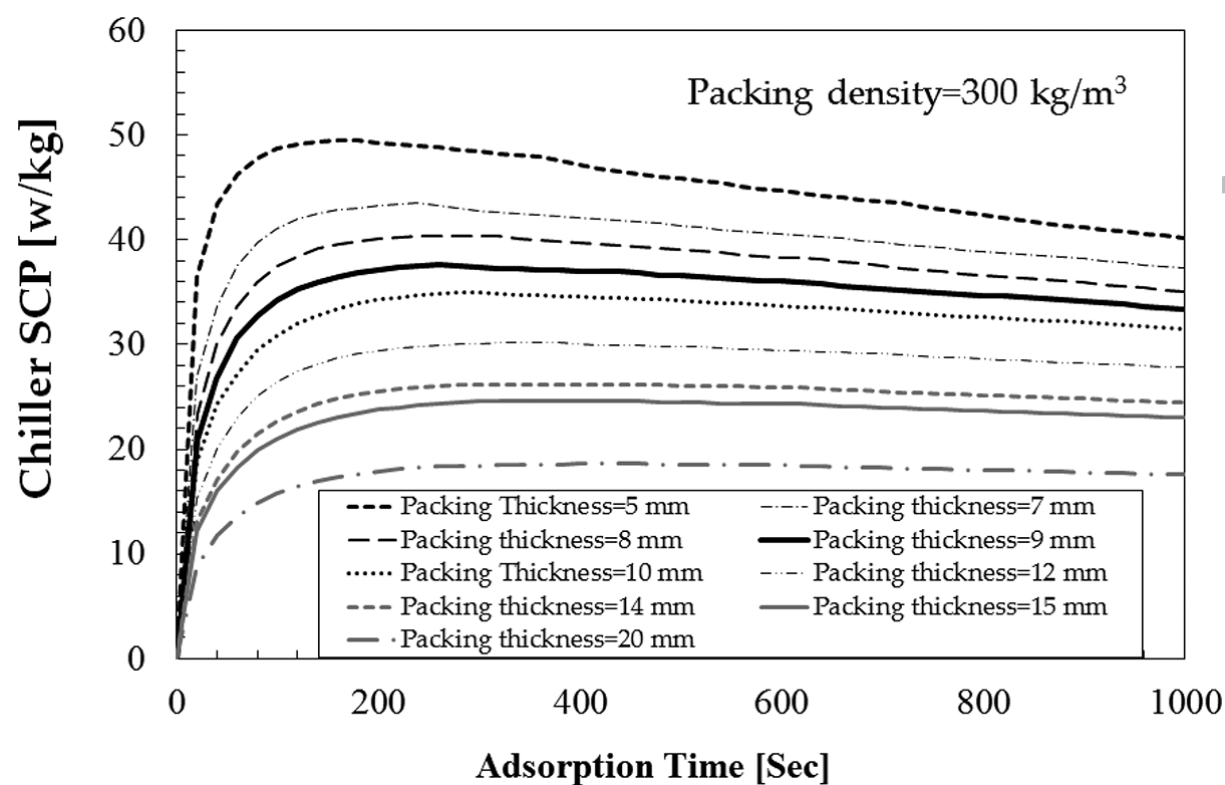 60
50
40
30
20
10
0
Chiller SCP [w/kg]
Packing density=300 kg/m³
Packing Thickness=5 mm
Packing thickness=7 mm
Packing thickness=8 mm
Packing thickness=9 mm
Packing Thickness=10 mm
Packing thickness=12 mm
Packing thickness=14 mm
Packing thickness=15 mm
Packing thickness=20 mm
0 200 400 600 800 1000
Adsorption Time [Sec]